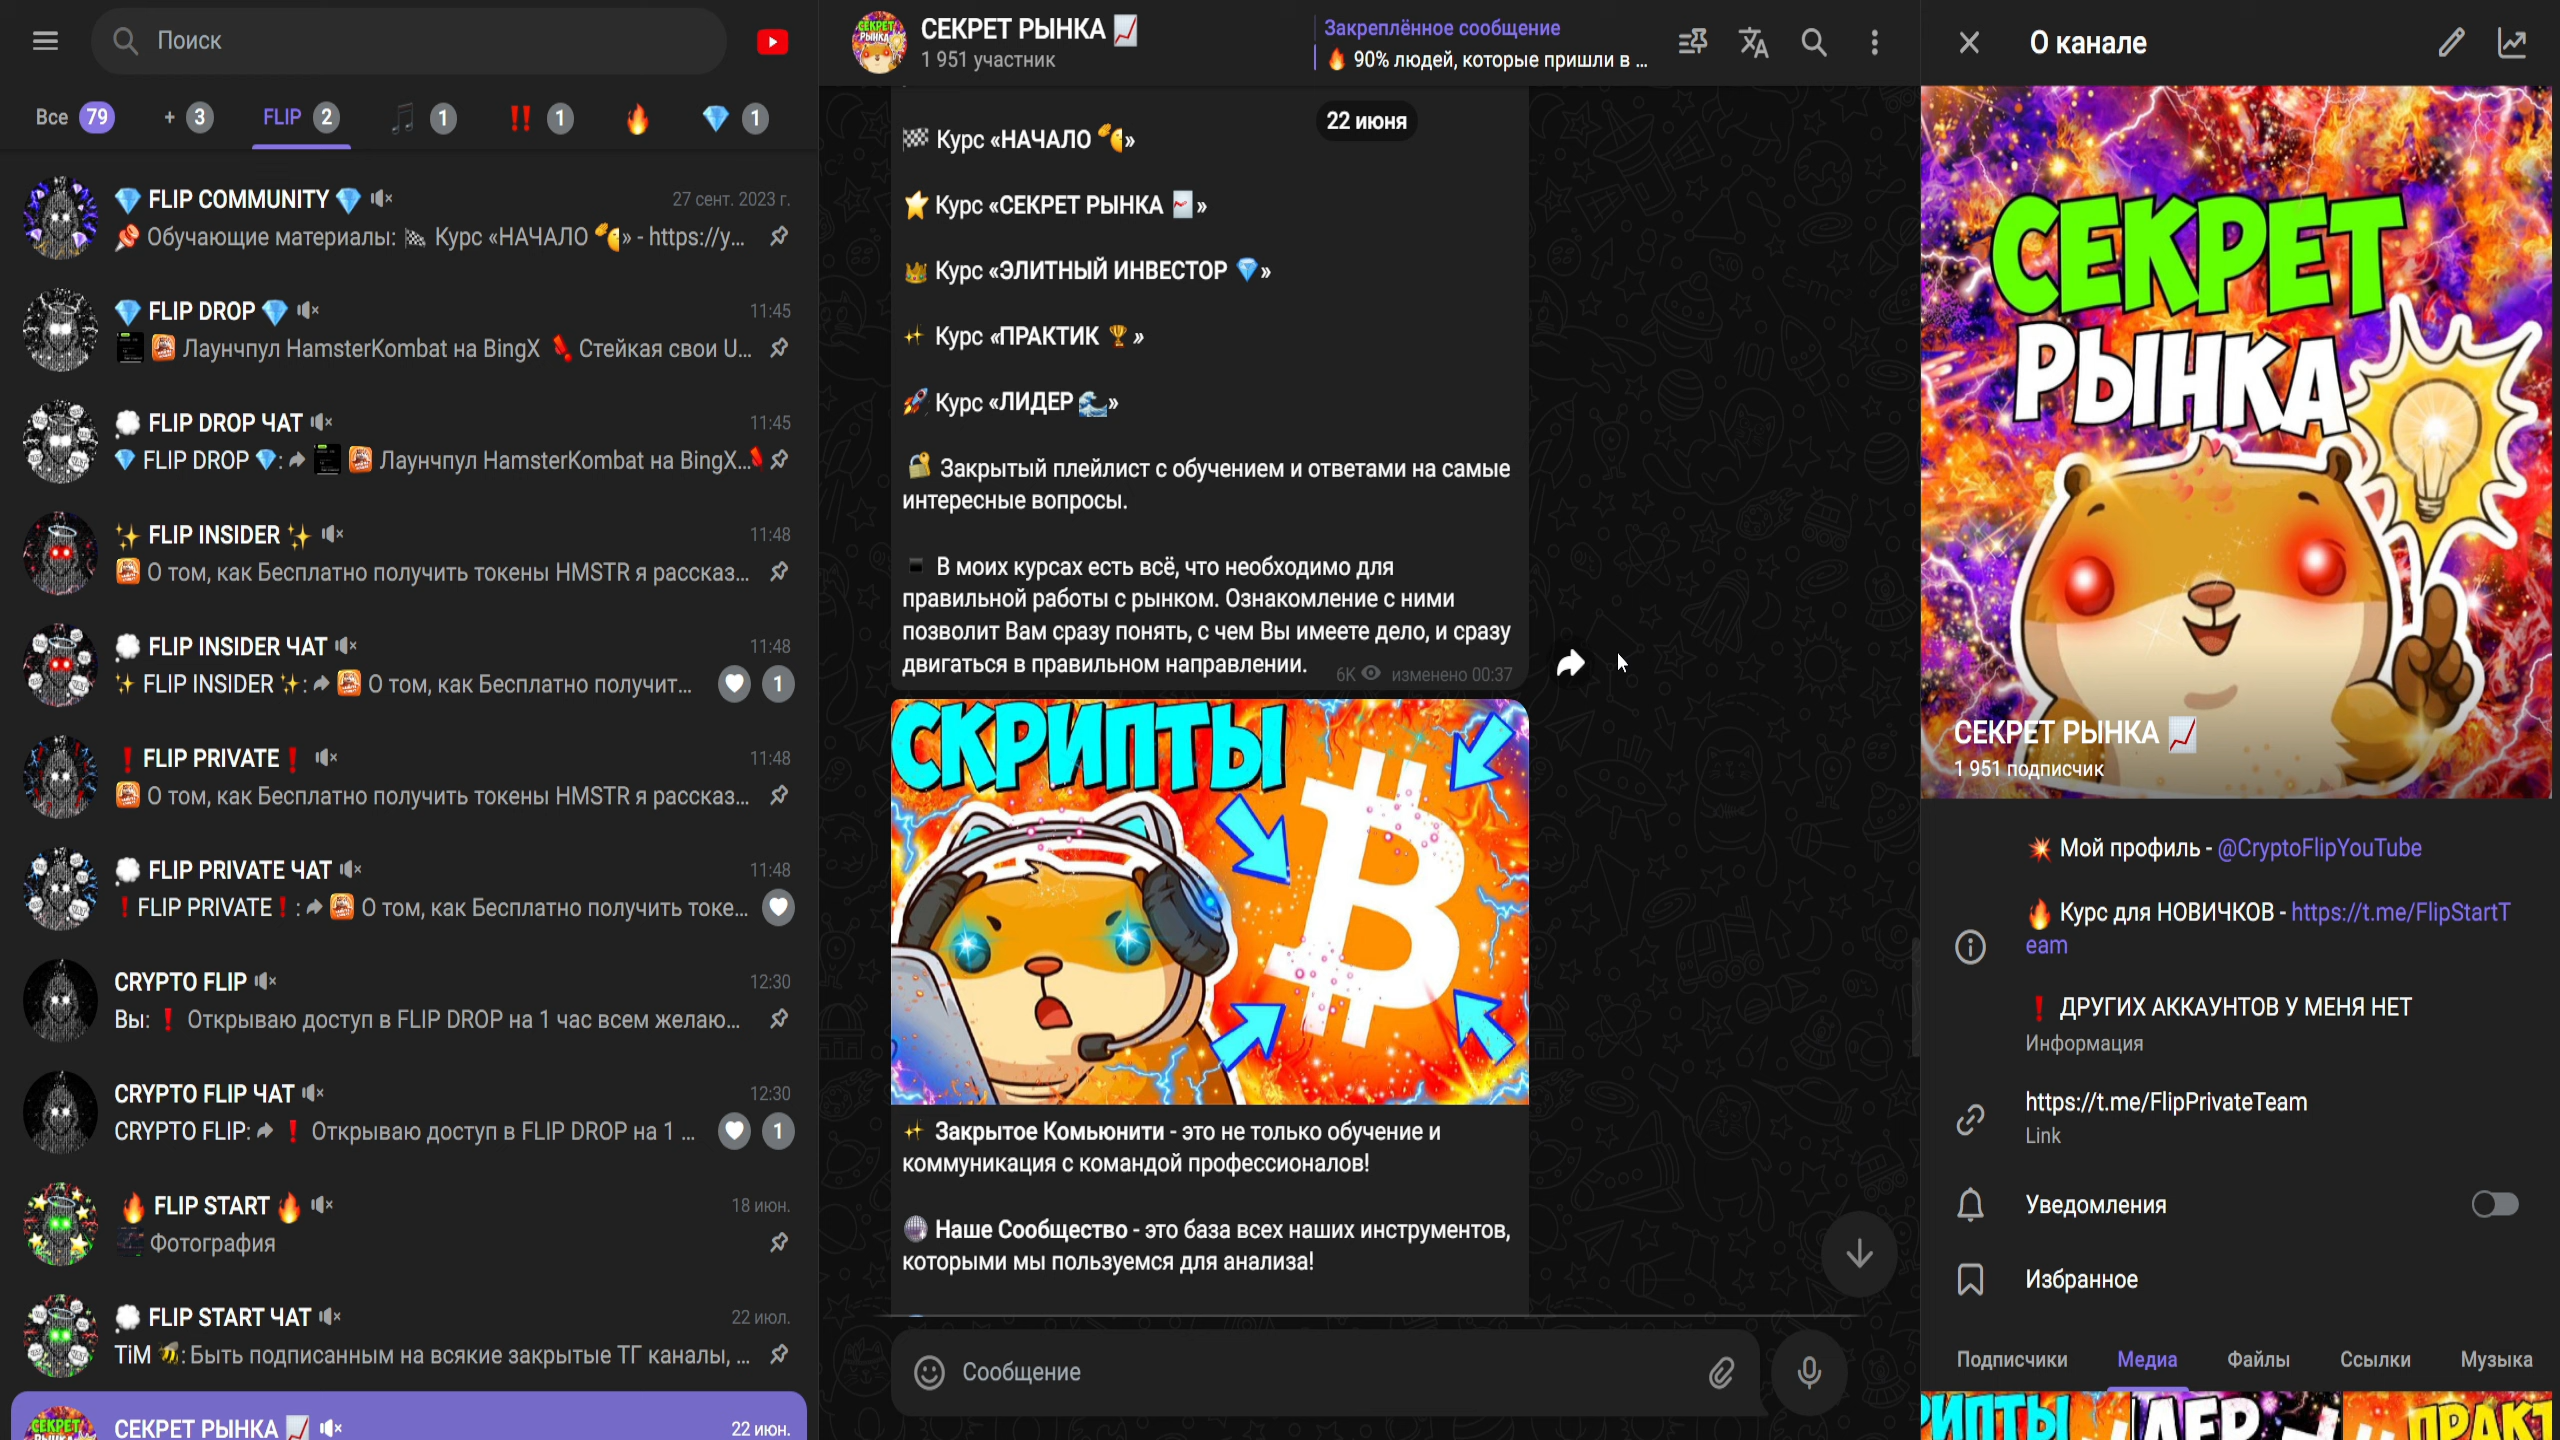 Поиск
Все 79
+ 3
FLIP 2
1
1
1
FLIP COMMUNITY
27 сент. 2023 г.
Обучающие материалы: Курс «НАЧАЛО» - https://y...
FLIP DROP
11:45
Лаунчпул HamsterKombat на BingX Стейкая свои U...
FLIP DROP ЧАТ
11:45
FLIP DROP: Лаунчпул HamsterKombat на BingX...
FLIP INSIDER
11:48
О том, как Бесплатно получить токены HMSTR я рассказ...
FLIP INSIDER ЧАТ
11:48
FLIP INSIDER: О том, как Бесплатно получит...
1
FLIP PRIVATE
11:48
О том, как Бесплатно получить токены HMSTR я рассказ...
FLIP PRIVATE ЧАТ
11:48
FLIP PRIVATE: О том, как Бесплатно получить токе...
CRYPTO FLIP
12:30
Вы: ❗ Открываю доступ в FLIP DROP на 1 час всем желаю...
CRYPTO FLIP ЧАТ
12:30
CRYPTO FLIP: ❗ Открываю доступ в FLIP DROP на 1 ...
1
FLIP START
18 июн.
Фотография
FLIP START ЧАТ
22 июл.
TiM: Быть подписанным на всякие закрытые ТГ каналы, ...
СЕКРЕТ РЫНКА
22 июн.
СЕКРЕТ РЫНКА
1 951 участник
Закреплённое сообщение
90% людей, которые пришли в ...
22 июня
Курс «НАЧАЛО»
Курс «СЕКРЕТ РЫНКА»
Курс «ЭЛИТНЫЙ ИНВЕСТОР»
Курс «ПРАКТИК»
Курс «ЛИДЕР»
Закрытый плейлист с обучением и ответами на самые
интересные вопросы.
В моих курсах есть всё, что необходимо для
правильной работы с рынком. Ознакомление с ними
позволит Вам сразу понять, с чем Вы имеете дело, и сразу
двигаться в правильном направлении.
6K изменено 00:37
СКРИПТЫ
Закрытое Комьюнити - это не только обучение и
коммуникация с командой профессионалов!
Наше Сообщество - это база всех наших инструментов,
которыми мы пользуемся для анализа!
Сообщение
О канале
СЕКРЕТ
РЫНКА
СЕКРЕТ РЫНКА
1 951 подписчик
Мой профиль - @CryptoFlipYouTube
Курс для НОВИЧКОВ - https://t.me/FlipStartT
eam
❗ ДРУГИХ АККАУНТОВ У МЕНЯ НЕТ
Информация
https://t.me/FlipPrivateTeam
Link
Уведомления
Избранное
Подписчики Медиа Файлы Ссылки Музыка